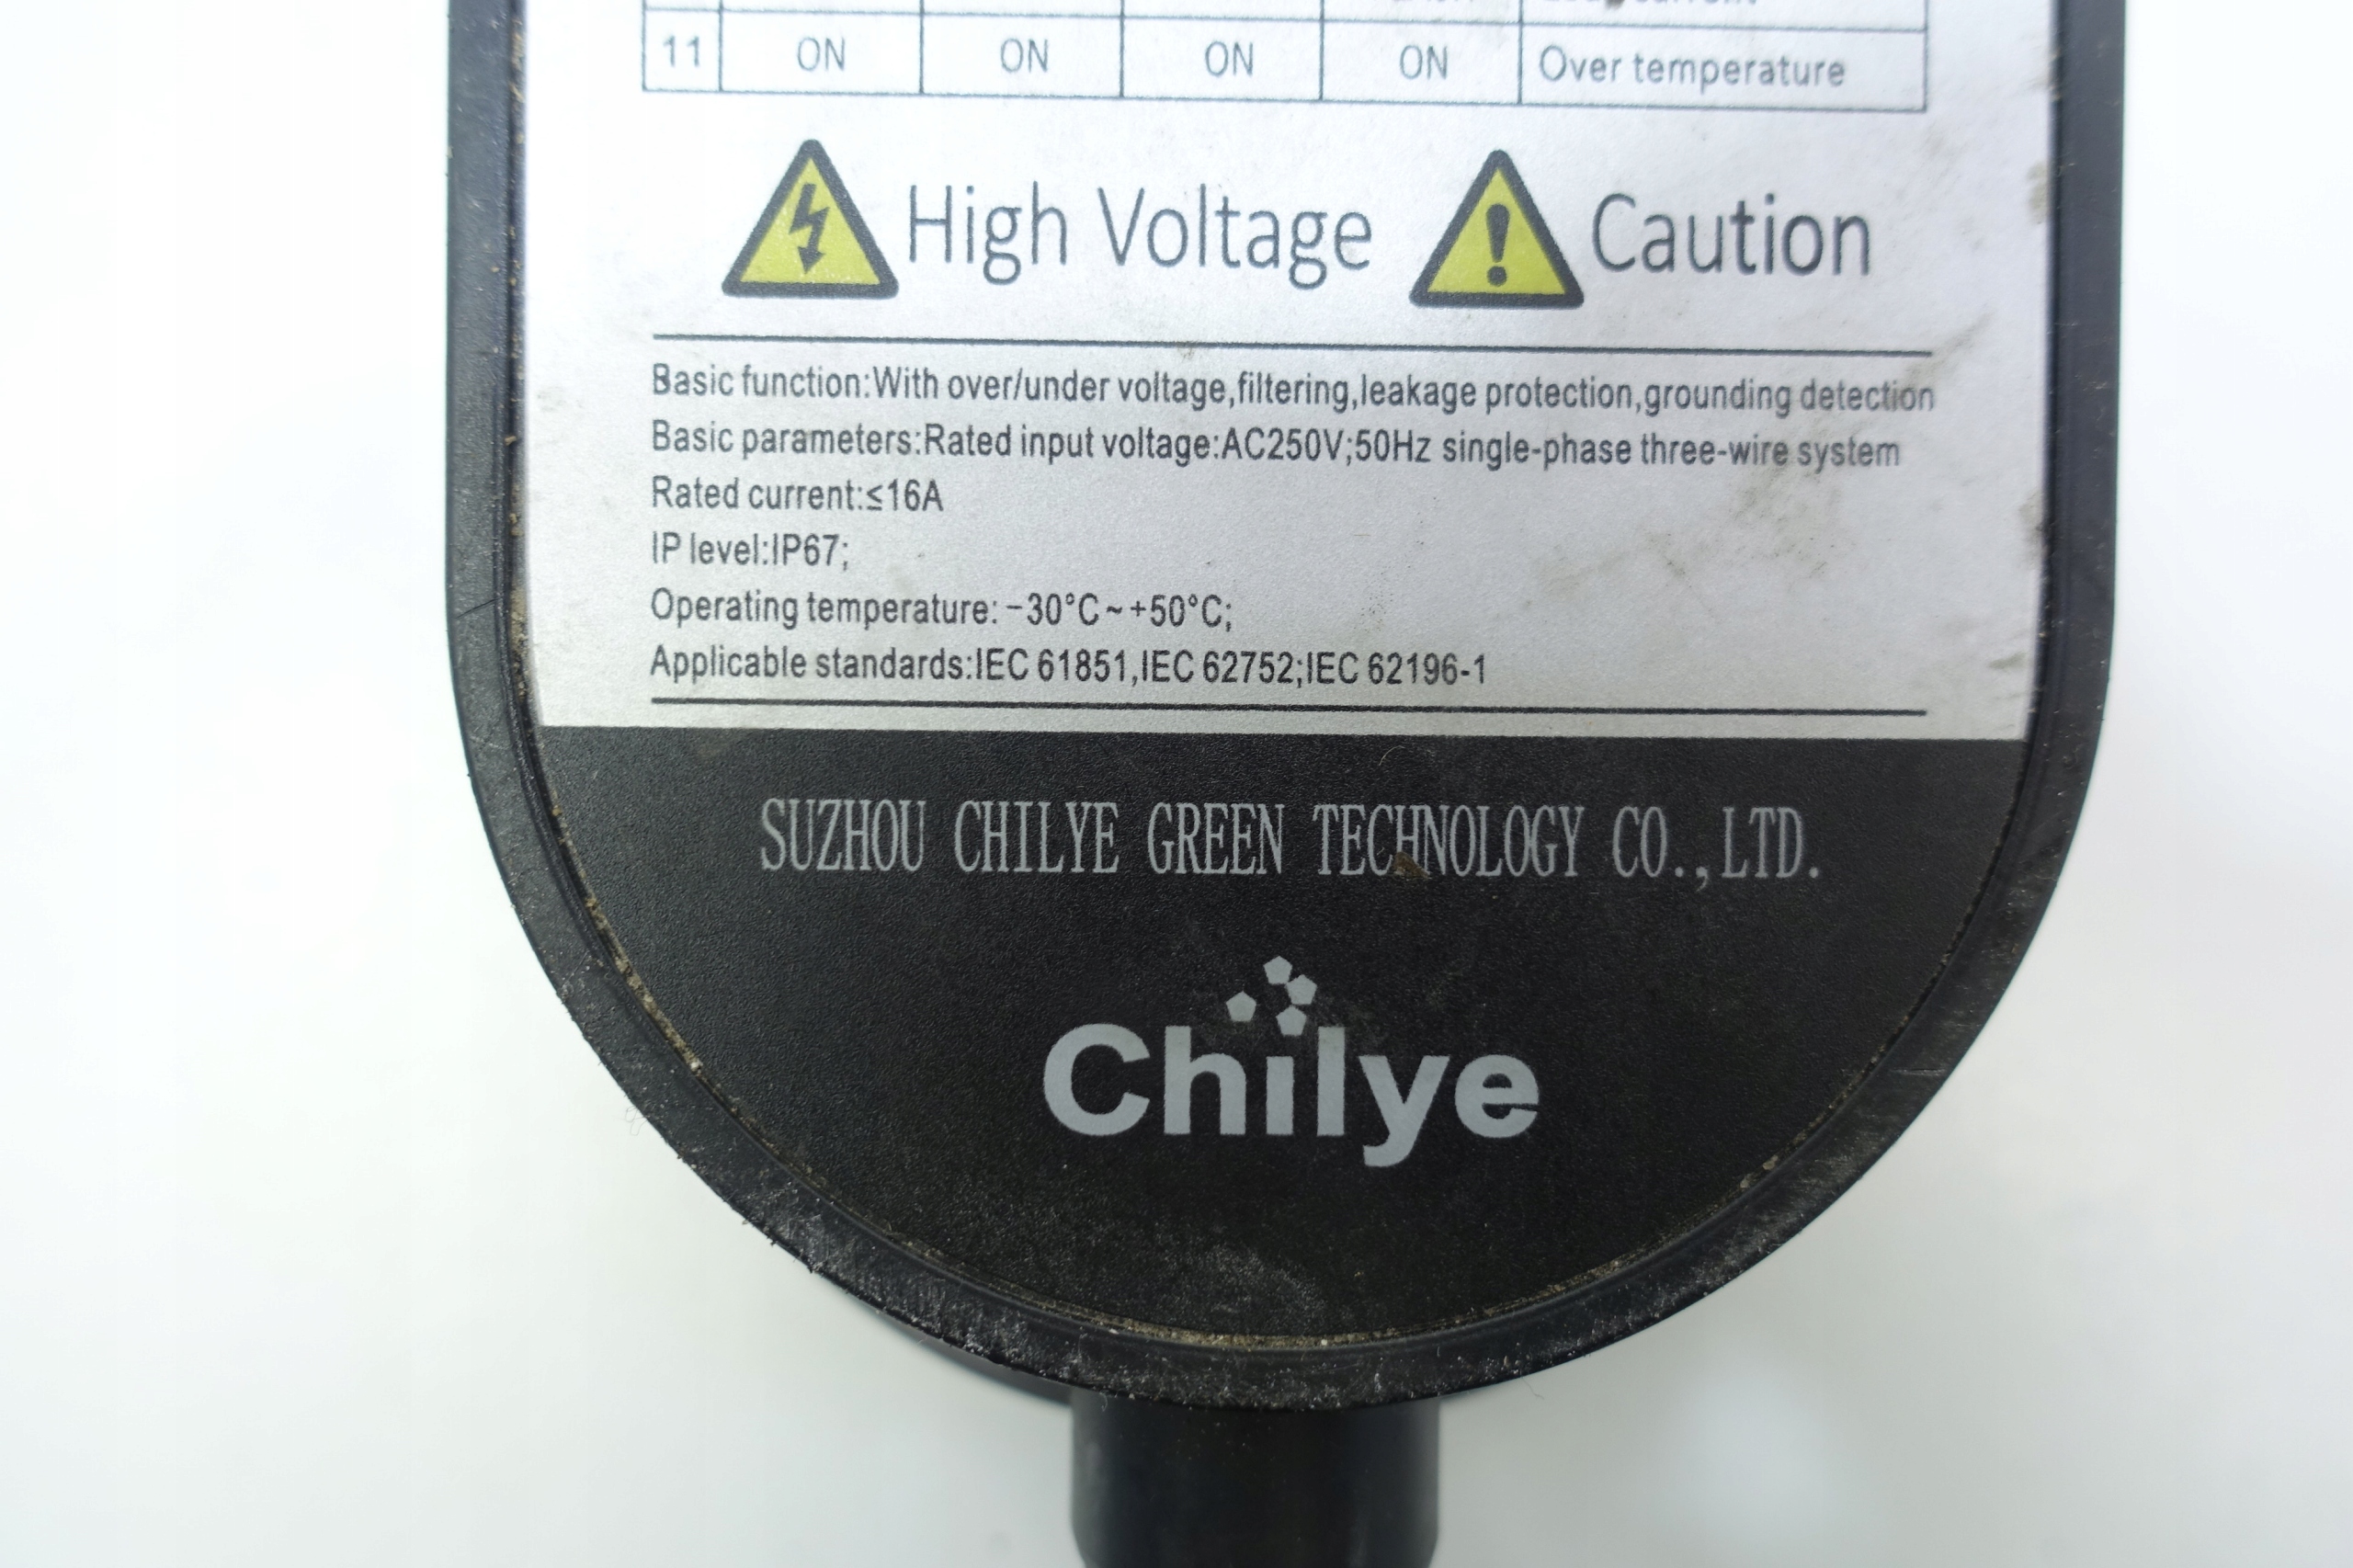 11 ON ON ON ON Over temperature
High Voltage Caution
Basic function:With over/under voltage,filtering,leakage protection,grounding detection
Basic parameters:Rated input voltage:AC250V;50Hz single-phase three-wire system
Rated current:≤16A
IP level:IP67;
Operating temperature: -30°C~+50°C;
Applicable standards:IEC 61851,IEC 62752;IEC 62196-1
SUZHOU CHILYE GREEN TECHNOLOGY CO.,LTD.
Chilye